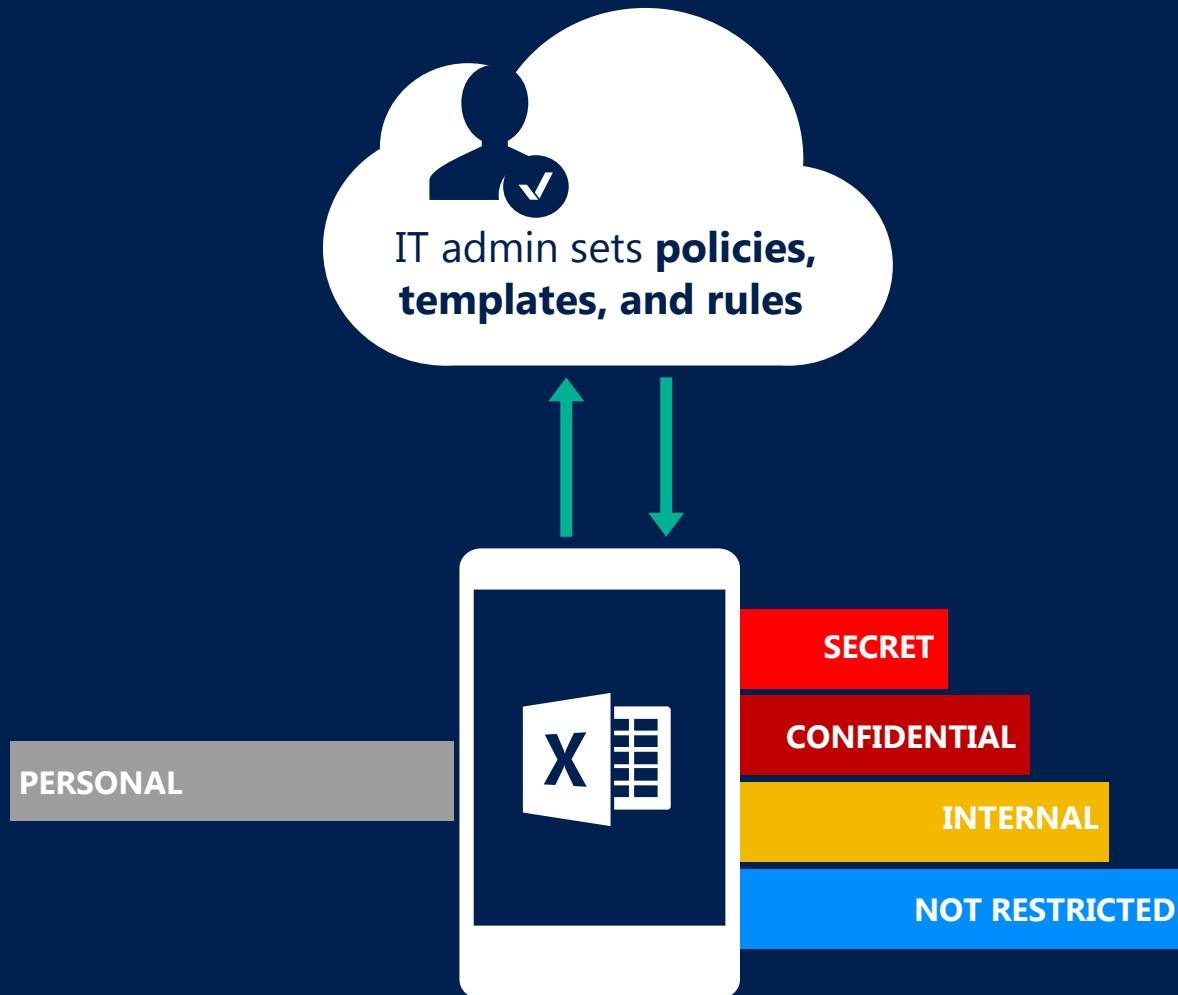 IT admin sets policies,
templates, and rules
SECRET
CONFIDENTIAL
PERSONAL
INTERNAL
NOT RESTRICTED
X